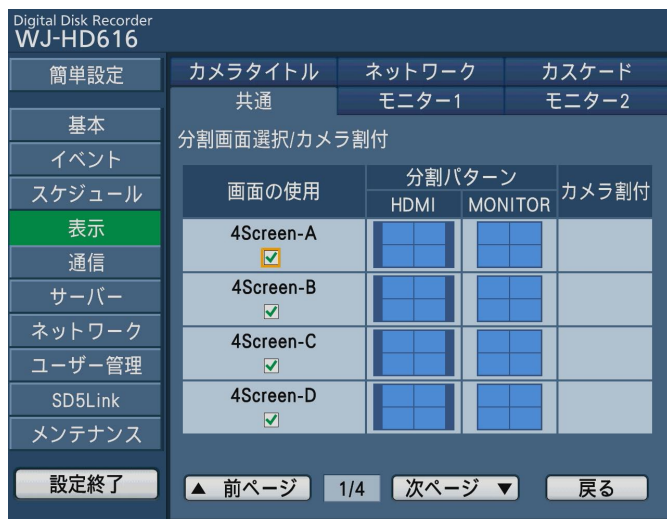 Digital Disk Recorder
WJ-HD616
簡単設定
基本
イベント
スケジュール
表示
通信
サーバー
ネットワーク
ユーザー管理
SD5Link
メンテナンス
設定終了
カメラタイトル ネットワーク カスケード
共通 モニター1 モニター2
分割画面選択/カメラ割付
画面の使用 分割パターン カメラ割付
HDMI MONITOR
4Screen-A
4Screen-B
4Screen-C
4Screen-D
▲ 前ページ 1/4 次ページ ▼ 戻る